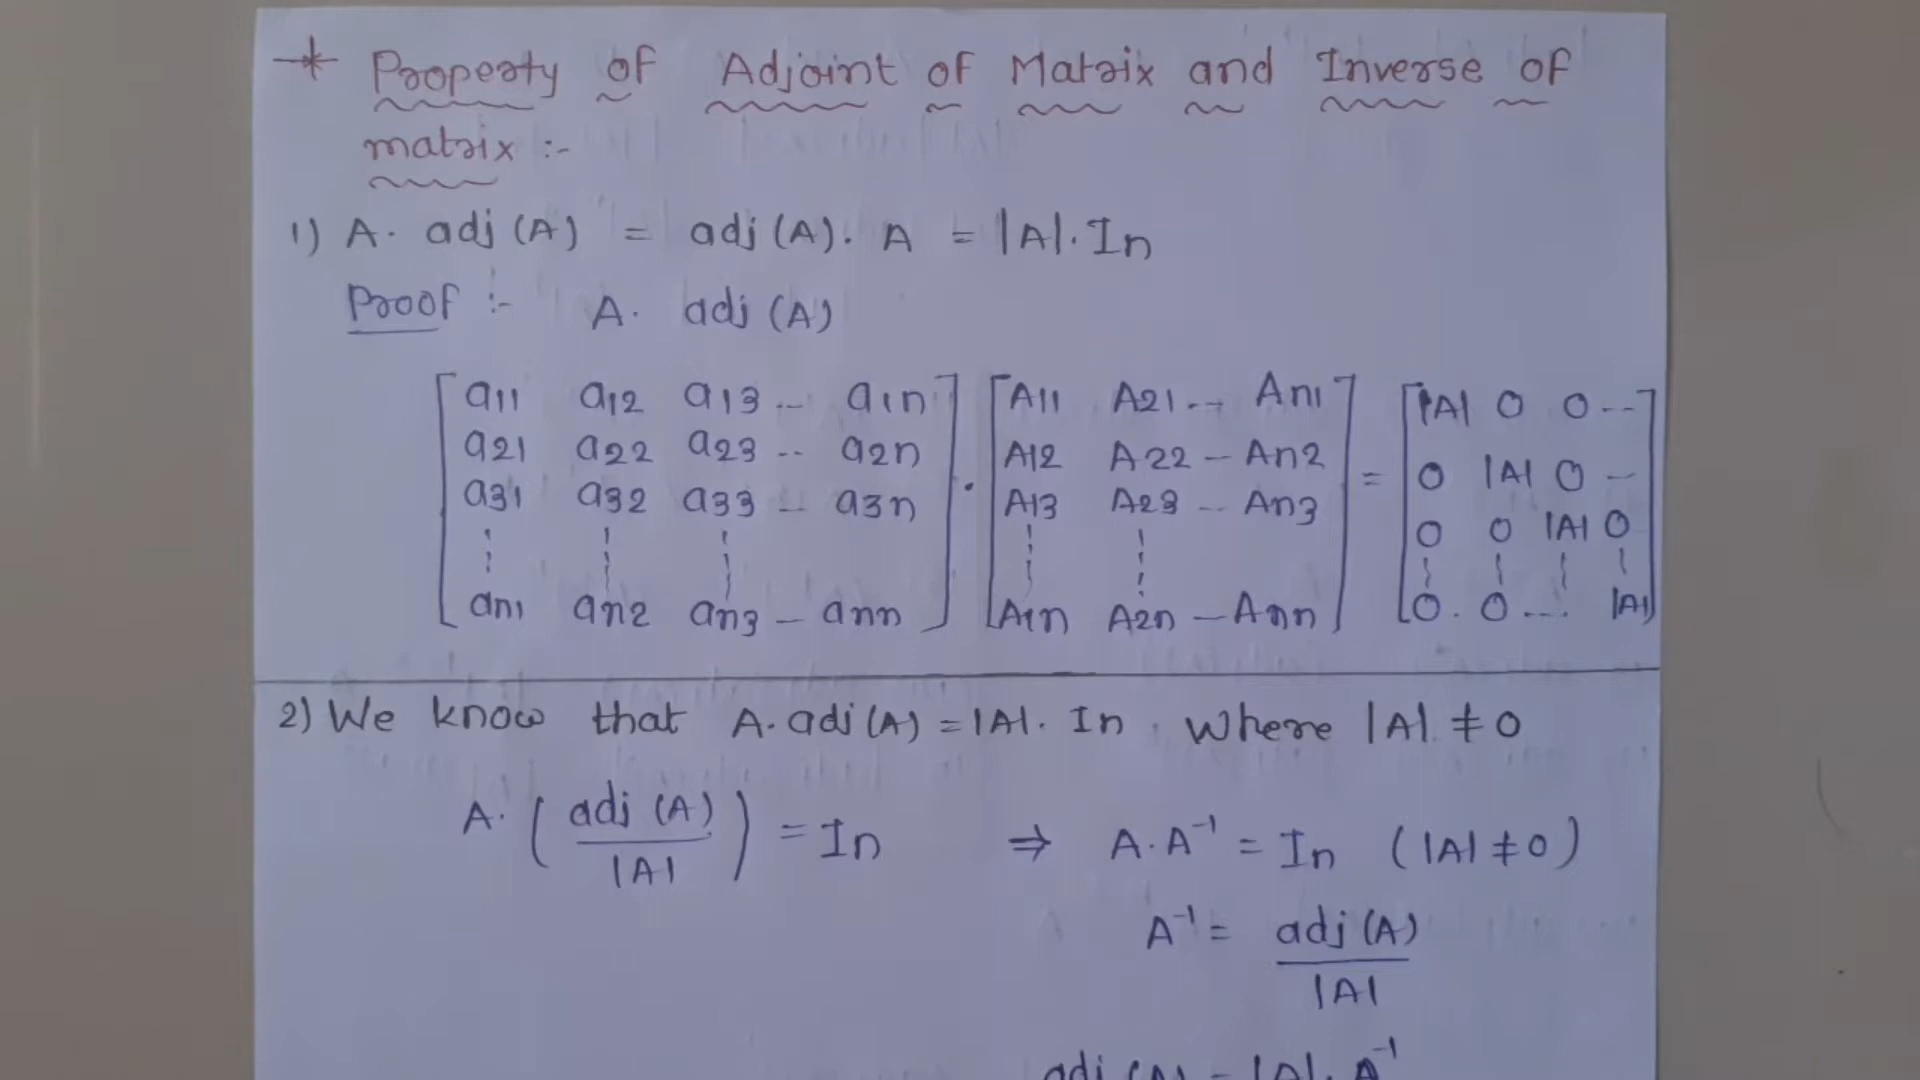 * Property of Adjoint of Matrix and Inverse of
matrix :-
1) A. adj (A) = adj (A). A = |A|. In
Proof :- A. adj (A)
[a11 a12 a13 .. a1n] [A11 A21 .. An1] [|A| 0 0 --]
[a21 a22 a23 -- a2n] [A12 A22 - An2] [0 |A| 0 -]
[a31 a32 a33 -- a3n] . [A13 A23 -- An3] = [0 0 |A| 0]
[an1 an2 an3 - ann] [A1n A2n - Ann] [0 . 0 .... |A|]
2) We know that A. adj (A) = |A|. In, where |A| ≠ 0
A. (adj (A) / |A|) = In ⇒ A. A⁻¹ = In (|A| ≠ 0)
A⁻¹ = adj (A) / |A|
adj (A) = |A|. A⁻¹